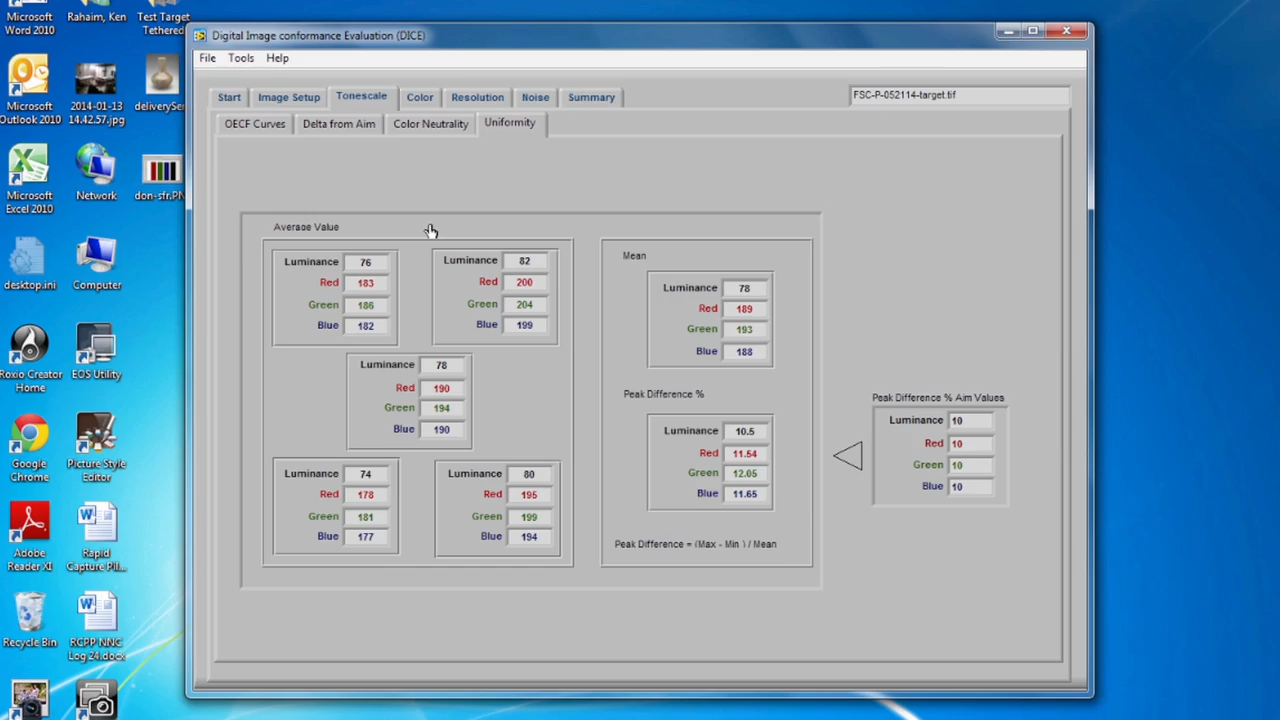 Microsoft
Word 2010
Rahaim, Ken
Test Target
Tethered
Microsoft
Outlook 2010
2014-01-13
14.42.57.jpg
deliverySer
Microsoft
Excel 2010
Network
don-sfr.PN
desktop.ini
Computer
Roxio Creator
Home
EOS Utility
Google
Chrome
Picture Style
Editor
Adobe
Reader XI
Rapid
Capture Pil...
Recycle Bin
RCPP NNC
Log 24.docx
Digital Image conformance Evaluation (DICE)
File Tools Help
Start Image Setup Tonescale Color Resolution Noise Summary
FSC-P-052114-target.tif
OECF Curves Delta from Aim Color Neutrality Uniformity
Average Value
Luminance 76
Red 183
Green 186
Blue 182
Luminance 82
Red 200
Green 204
Blue 199
Luminance 78
Red 190
Green 194
Blue 190
Luminance 74
Red 178
Green 181
Blue 177
Luminance 80
Red 195
Green 199
Blue 194
Mean
Luminance 78
Red 189
Green 193
Blue 188
Peak Difference %
Luminance 10.5
Red 11.54
Green 12.05
Blue 11.65
Peak Difference = (Max - Min ) / Mean
Peak Difference % Aim Values
Luminance 10
Red 10
Green 10
Blue 10